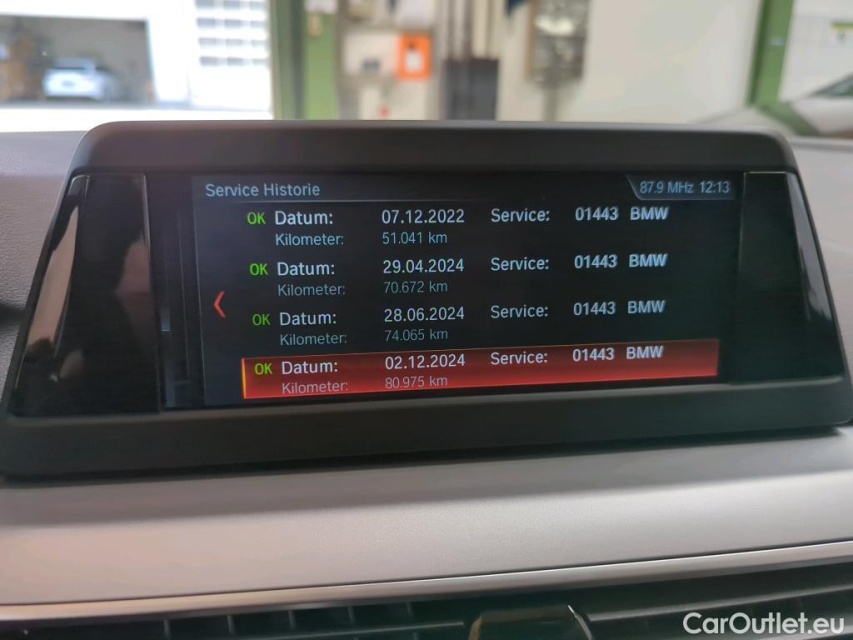 Service Historie 87.9 MHz 12:13
OK Datum: 07.12.2022 Service: 01443 BMW
Kilometer: 51.041 km
OK Datum: 29.04.2024 Service: 01443 BMW
Kilometer: 70.672 km
OK Datum: 28.06.2024 Service: 01443 BMW
Kilometer: 74.065 km
OK Datum: 02.12.2024 Service: 01443 BMW
Kilometer: 80.975 km
CarOutlet.eu